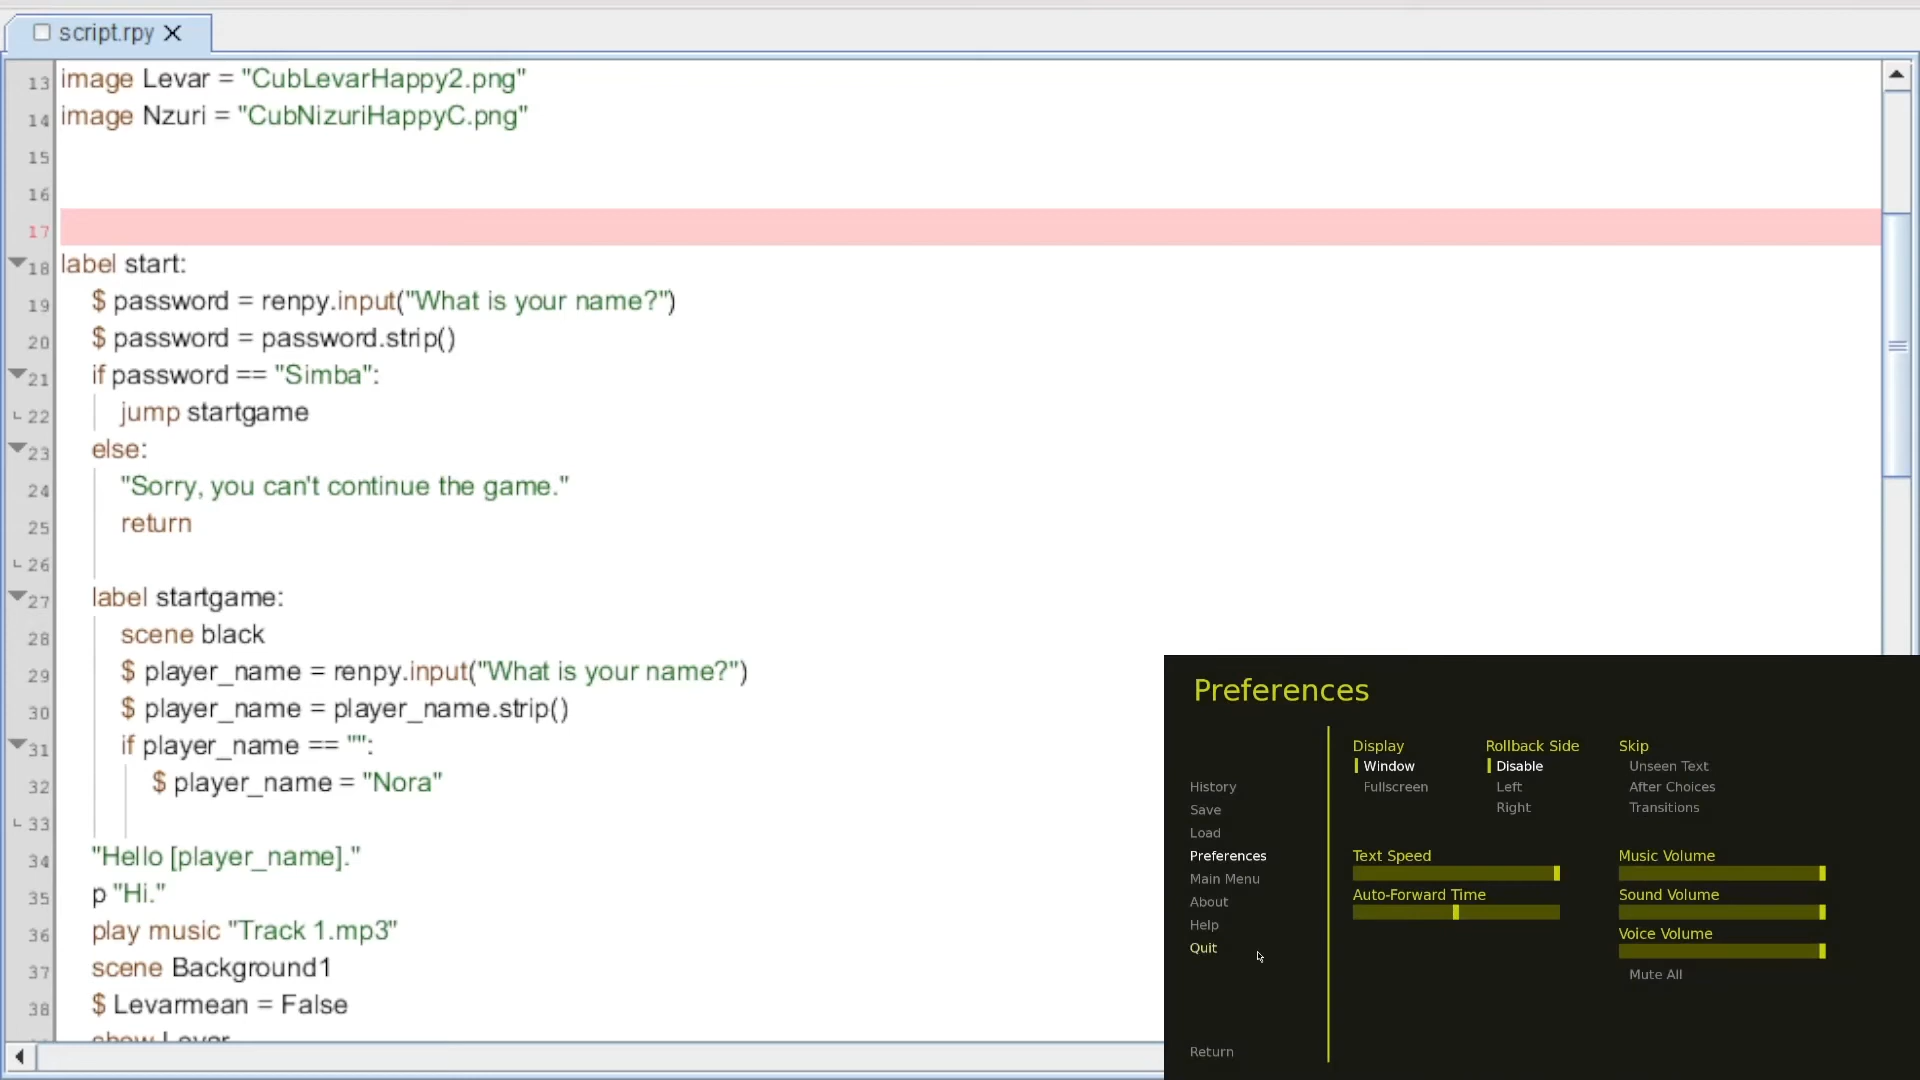 script.rpy
13 image Levar = "CubLevarHappy2.png"
14 image Nzuri = "CubNizuriHappyC.png"
15
16
17
18 label start:
19 $ password = renpy.input("What is your name?")
20 $ password = password.strip()
21 if password == "Simba":
22 jump startgame
23 else:
24 "Sorry, you can't continue the game."
25 return
26
27 label startgame:
28 scene black
29 $ player_name = renpy.input("What is your name?")
30 $ player_name = player_name.strip()
31 if player_name == "":
32 $ player_name = "Nora"
33
34 "Hello [player_name]."
35 p "Hi."
36 play music "Track 1.mp3"
37 scene Background1
38 $ Levarmean = False
show Levar
Preferences
History
Save
Load
Preferences
Main Menu
About
Help
Quit
Return
Display
Window
Fullscreen
Rollback Side
Disable
Left
Right
Skip
Unseen Text
After Choices
Transitions
Text Speed
Auto-Forward Time
Music Volume
Sound Volume
Voice Volume
Mute All